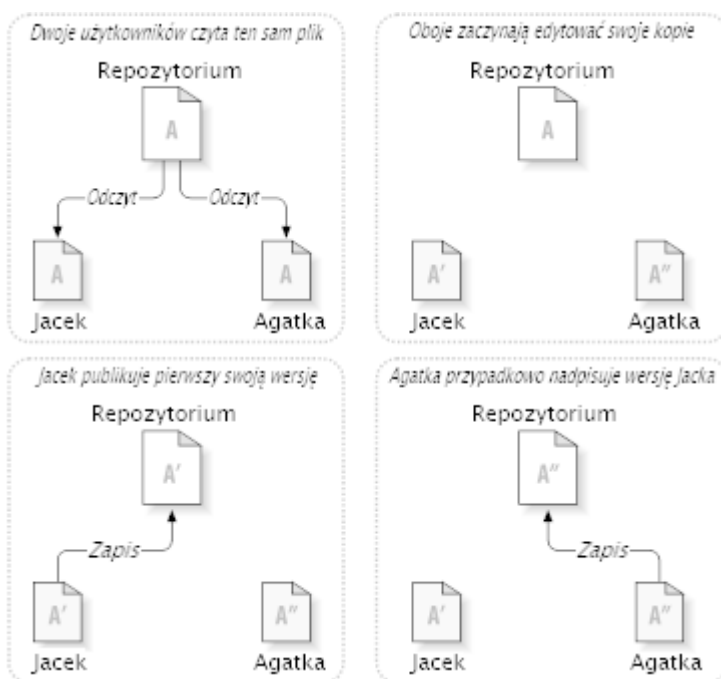 Dwoje użytkowników czyta ten sam plik
Repozytorium
A
Odczyt
Odczyt
A
A
Jacek
Agatka
Oboje zaczynają edytować swoje kopie
Repozytorium
A
A'
A"
Jacek
Agatka
Jacek publikuje pierwszy swoją wersję
Repozytorium
A'
Zapis
A'
A"
Jacek
Agatka
Agatka przypadkowo nadpisuje wersję Jacka
Repozytorium
A"
Zapis
A'
A"
Jacek
Agatka